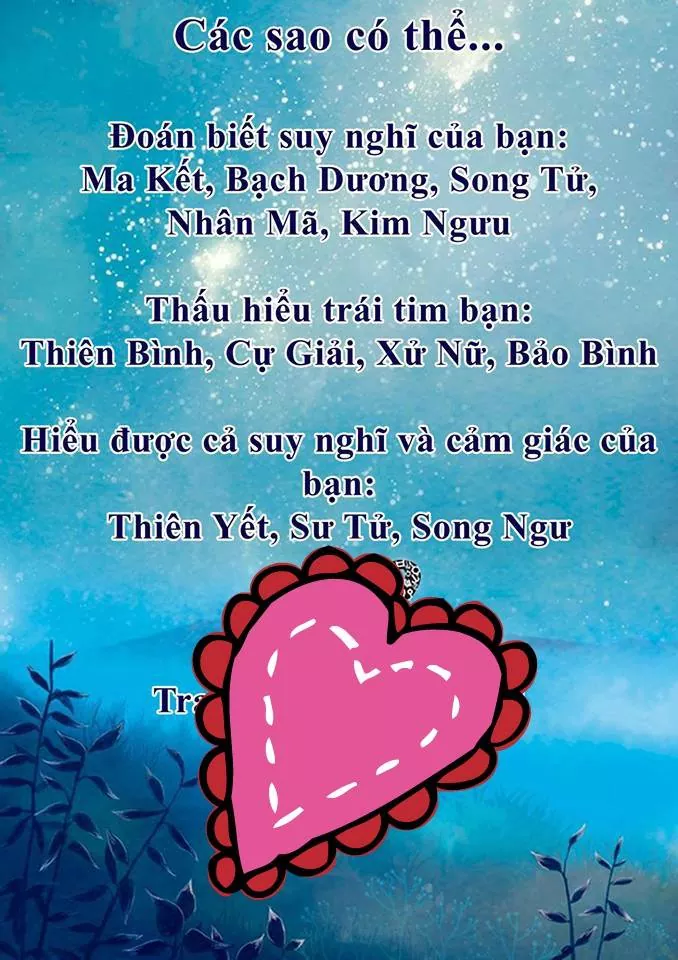 Các sao có thể...
Đoán biết suy nghĩ của bạn:
Ma Kết, Bạch Dương, Song Tử,
Nhân Mã, Kim Ngưu
Thấu hiểu trái tim bạn:
Thiên Bình, Cự Giải, Xử Nữ, Bảo Bình
Hiểu được cả suy nghĩ và cảm giác của
bạn:
Thiên Yết, Sư Tử, Song Ngư